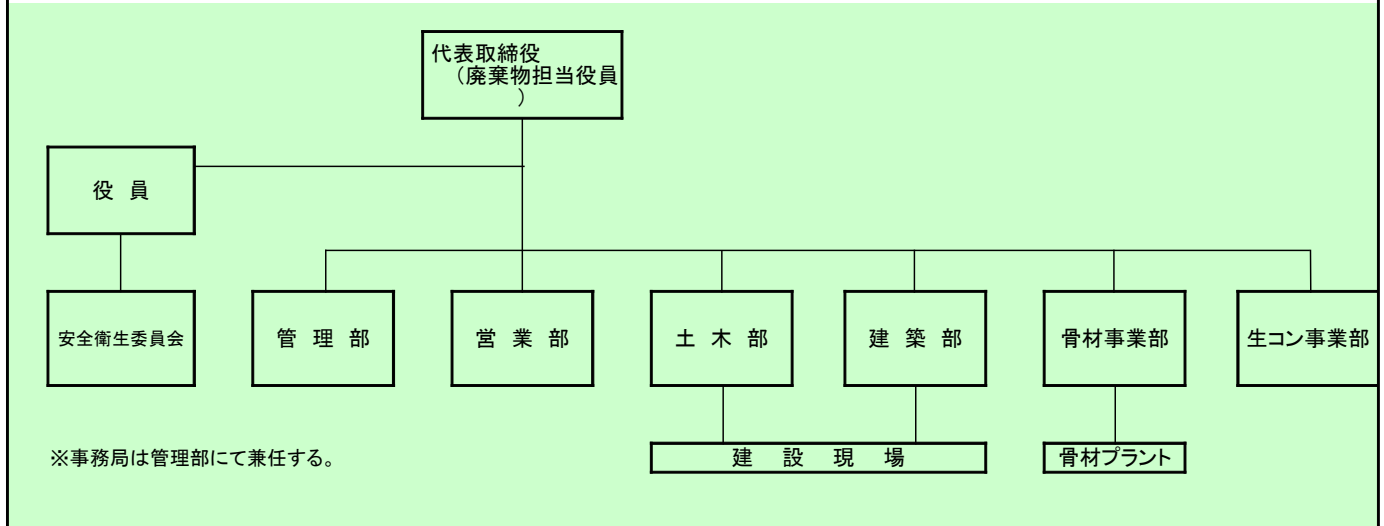 代表取締役
（廃棄物担当役員
）
役 員
安全衛生委員会
管 理 部
営 業 部
土 木 部
建 築 部
骨材事業部
生コン事業部
※事務局は管理部にて兼任する。
建 設 現 場
骨材プラント